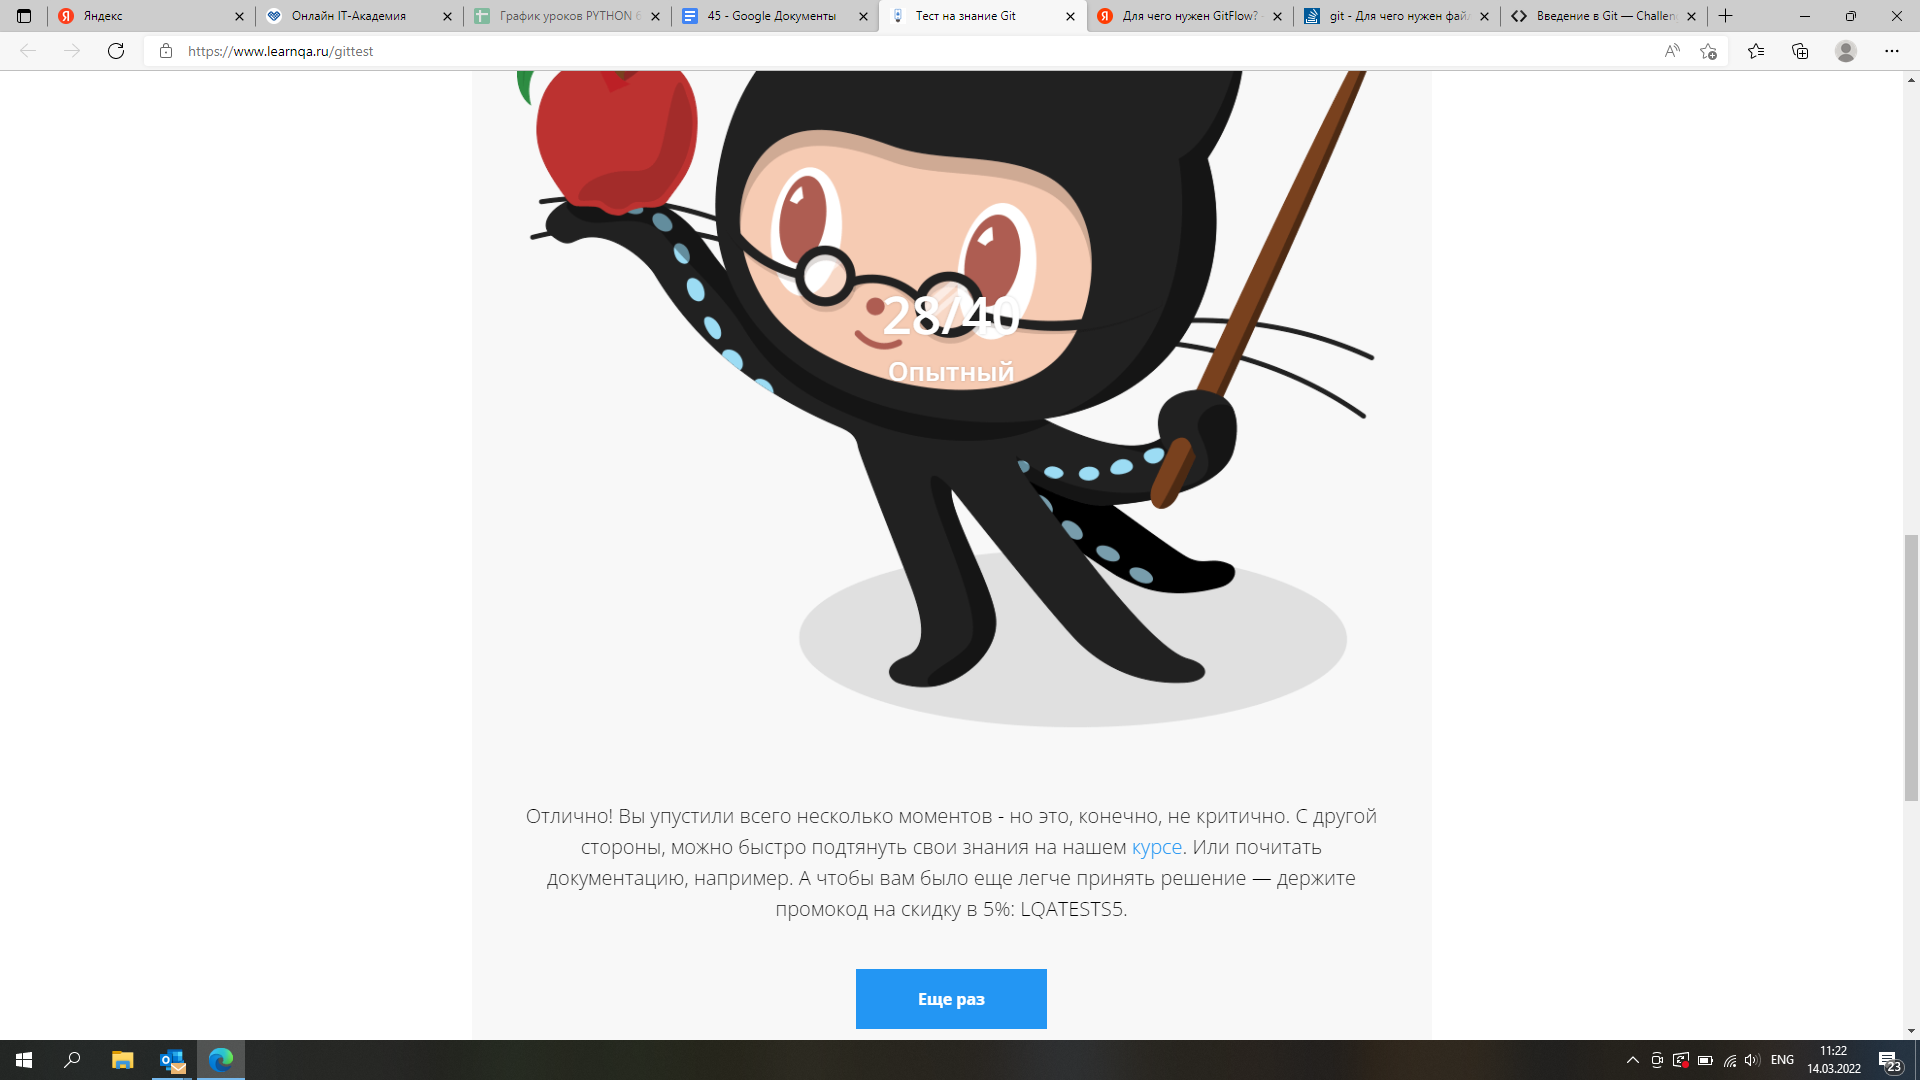 Яндекс
Онлайн IT-Академия
График уроков PYTHON 6
45 - Google Документы
Тест на знание Git
Для чего нужен GitFlow?
git - Для чего нужен файл
Введение в Git — Challen
https://www.learnqa.ru/gittest
28/40
Опытный
Отлично! Вы упустили всего несколько моментов - но это, конечно, не критично. С другой
стороны, можно быстро подтянуть свои знания на нашем курсе. Или почитать
документацию, например. А чтобы вам было еще легче принять решение — держите
промокод на скидку в 5%: LQATESTS5.
Еще раз
ENG
11:22
14.03.2022
23